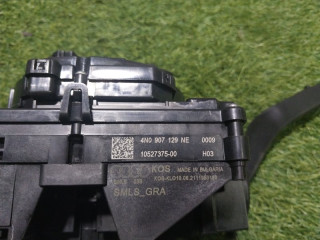 4N0 907 129 NE 0009
10527375-00 H03
KOS
MADE IN BULGARIA
SMLS_GRA